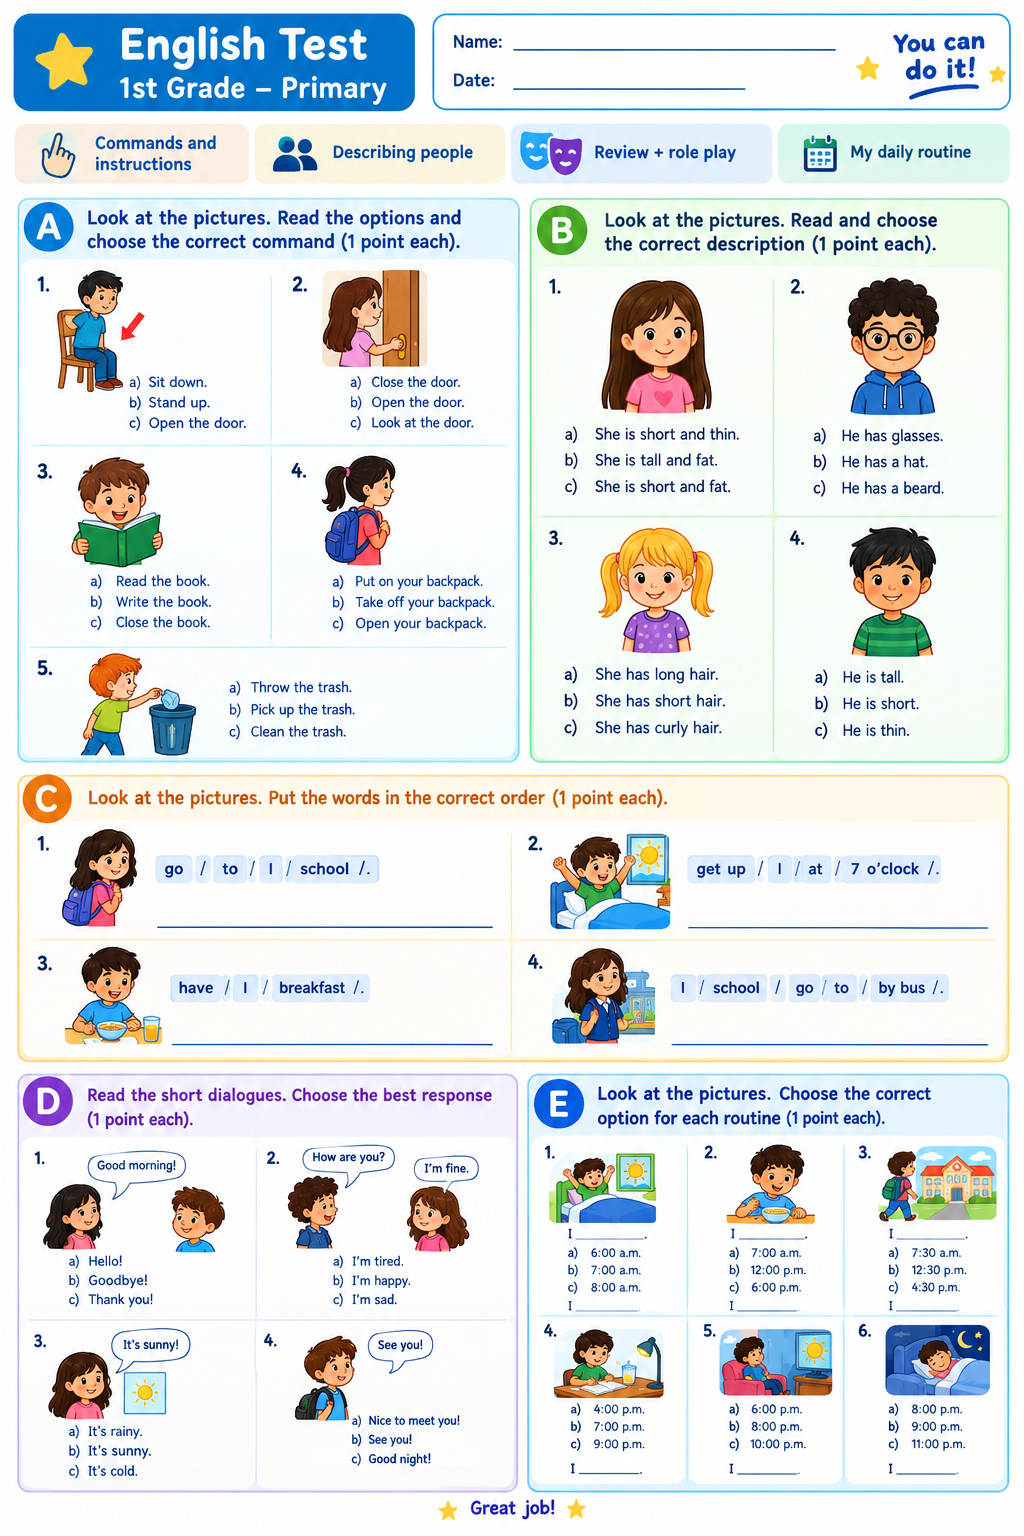 English Test
1st Grade – Primary
Name:
Date:
You can
do it!
Commands and
instructions
Describing people
Review + role play
My daily routine
A
Look at the pictures. Read the options and
choose the correct command (1 point each).
1.
a) Sit down.
b) Stand up.
c) Open the door.
2.
a) Close the door.
b) Open the door.
c) Look at the door.
3.
a) Read the book.
b) Write the book.
c) Close the book.
4.
a) Put on your backpack.
b) Take off your backpack.
c) Open your backpack.
5.
a) Throw the trash.
b) Pick up the trash.
c) Clean the trash.
B
Look at the pictures. Read and choose
the correct description (1 point each).
1.
a) She is short and thin.
b) She is tall and fat.
c) She is short and fat.
2.
a) He has glasses.
b) He has a hat.
c) He has a beard.
3.
a) She has long hair.
b) She has short hair.
c) She has curly hair.
4.
a) He is tall.
b) He is short.
c) He is thin.
C
Look at the pictures. Put the words in the correct order (1 point each).
1.
go / to / I / school /.
2.
get up / I / at / 7 o'clock /.
3.
have / I / breakfast /.
4.
I / school / go / to / by bus /.
D
Read the short dialogues. Choose the best response
(1 point each).
1.
Good morning!
a) Hello!
b) Goodbye!
c) Thank you!
2.
How are you?
I'm fine.
a) I'm tired.
b) I'm happy.
c) I'm sad.
3.
It's sunny!
a) It's rainy.
b) It's sunny.
c) It's cold.
4.
See you!
a) Nice to meet you!
b) See you!
c) Good night!
E
Look at the pictures. Choose the correct
option for each routine (1 point each).
1.
I ________.
a) 6:00 a.m.
b) 7:00 a.m.
c) 8:00 a.m.
I ________.
2.
I ________.
a) 7:00 a.m.
b) 12:00 p.m.
c) 6:00 p.m.
I ________.
3.
I ________.
a) 7:30 a.m.
b) 12:30 p.m.
c) 4:30 p.m.
I ________.
4.
a) 4:00 p.m.
b) 7:00 p.m.
c) 9:00 p.m.
I ________.
5.
a) 6:00 p.m.
b) 8:00 p.m.
c) 10:00 p.m.
I ________.
6.
a) 8:00 p.m.
b) 9:00 p.m.
c) 11:00 p.m.
I ________.
Great job!